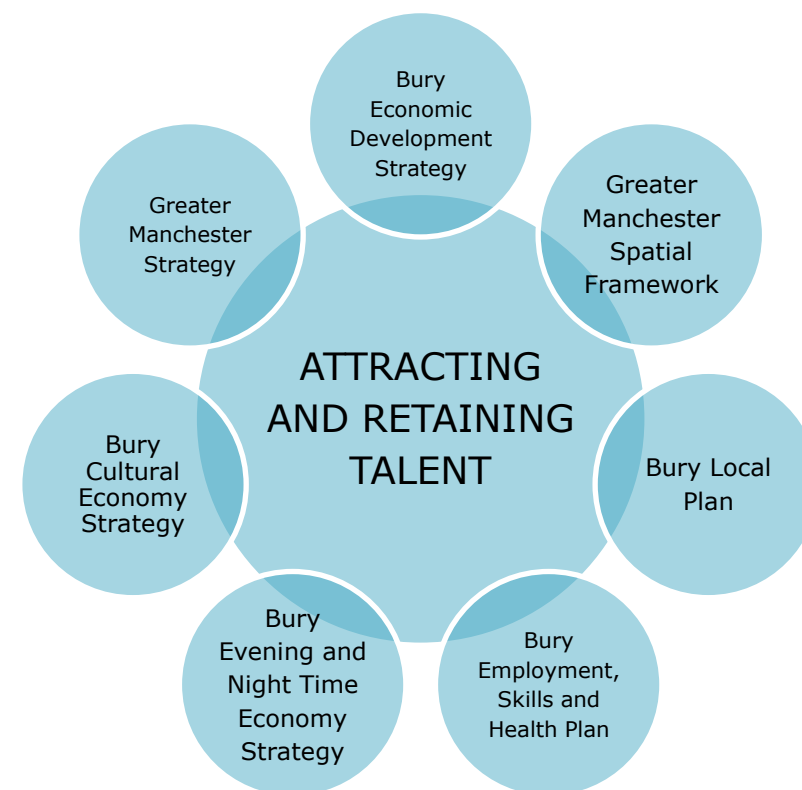 Bury
Economic
Development
Strategy
Greater
Manchester
Spatial
Framework
Bury Local
Plan
Bury
Employment,
Skills and
Health Plan
Bury
Evening and
Night Time
Economy
Strategy
Bury
Cultural
Economy
Strategy
Greater
Manchester
Strategy
ATTRACTING
AND RETAINING
TALENT